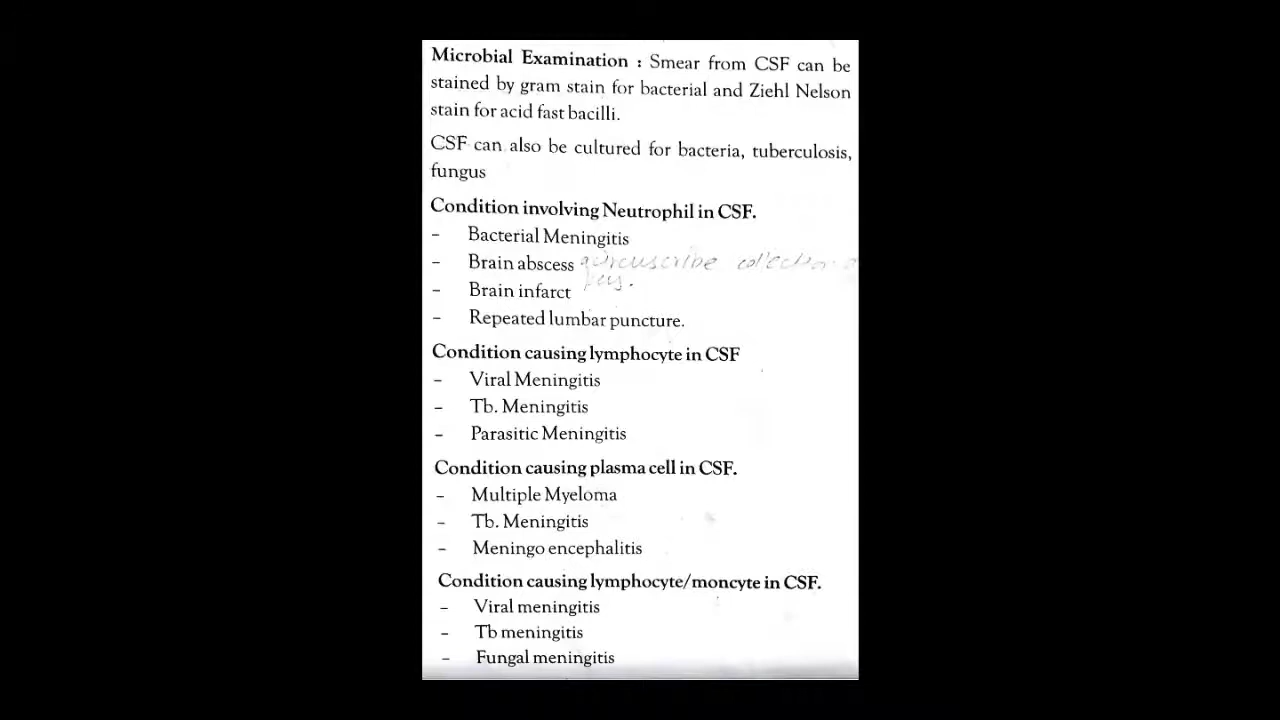 Microbial Examination : Smear from CSF can be
stained by gram stain for bacterial and Ziehl Nelson
stain for acid fast bacilli.
CSF can also be cultured for bacteria, tuberculosis,
fungus
Condition involving Neutrophil in CSF.
- Bacterial Meningitis
- Brain abscess
- Brain infarct pus.
- Repeated lumbar puncture.
Condition causing lymphocyte in CSF
- Viral Meningitis
- Tb. Meningitis
- Parasitic Meningitis
Condition causing plasma cell in CSF.
- Multiple Myeloma
- Tb. Meningitis
- Meningo encephalitis
Condition causing lymphocyte/moncyte in CSF.
- Viral meningitis
- Tb meningitis
- Fungal meningitis